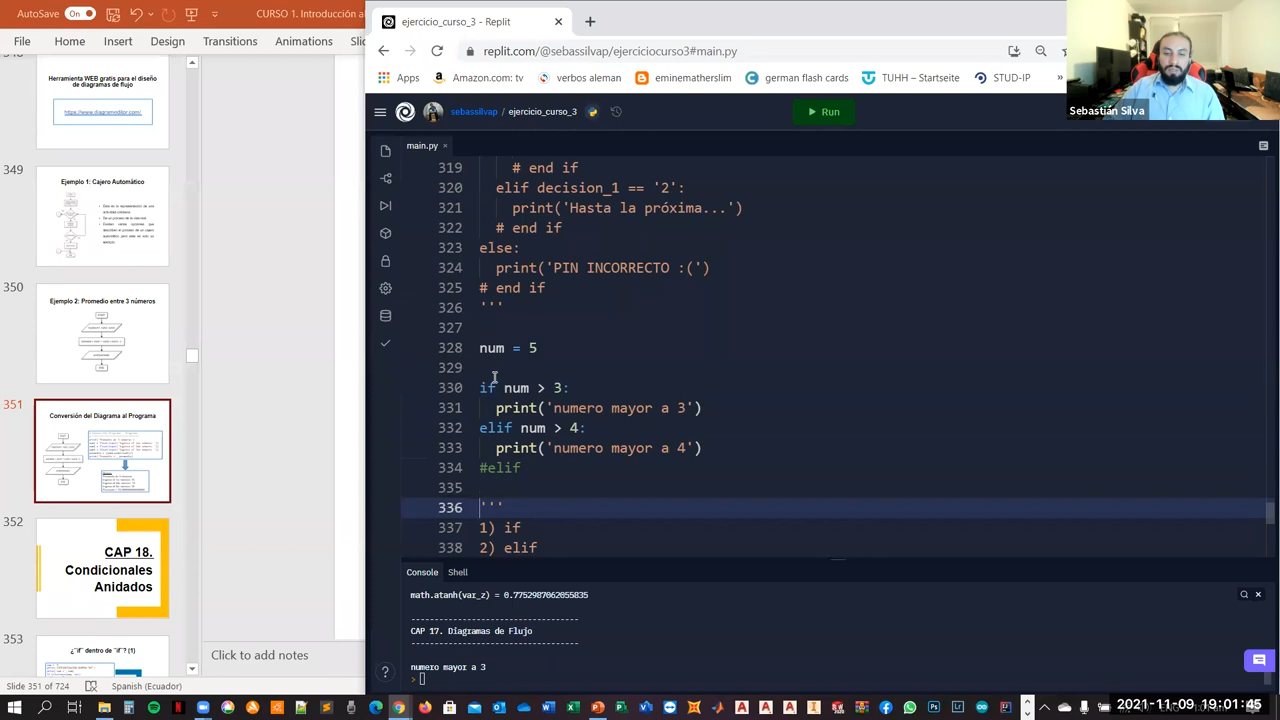 AutoSave On CURSO 1. Introducción a
File Home Insert Design Transitions Animations
Herramienta WEB gratis para el diseño
de diagramas de flujo
349
Ejemplo 1: Cajero Automático
350
Ejemplo 2: Promedio entre 3 números
351
Conversión del Diagrama al Programa
352
CAP 18.
Condicionales
Anidados
353
¿"if" dentro de "if"? (1)
Click to add notes
Slide 351 of 724 Spanish (Ecuador)
ejercicio_curso_3 - Replit
replit.com/@sebassilvap/ejerciciocurso3#main.py
Apps Amazon.com: tv verbos aleman eminemathersIim german flash cards TUHH – Startseite STUD-IP »
sebassilvap / ejercicio_curso_3 Run
Sebastián Silva
main.py
319 # end if
320 elif decision_1 == '2':
321 print('Hasta la próxima...')
322 # end if
323 else:
324 print('PIN INCORRECTO :(')
325 # end if
326 '''
327
328 num = 5
329
330 if num > 3:
331 print('numero mayor a 3')
332 elif num > 4:
333 print('numero mayor a 4')
334 #elif
335
336 '''
337 1) if
338 2) elif
Console Shell
math.atanh(var_z) = 0.7752987062055835
----------------------------------
CAP 17. Diagramas de Flujo
----------------------------------
numero mayor a 3
>
2021-11-09 19:01:45